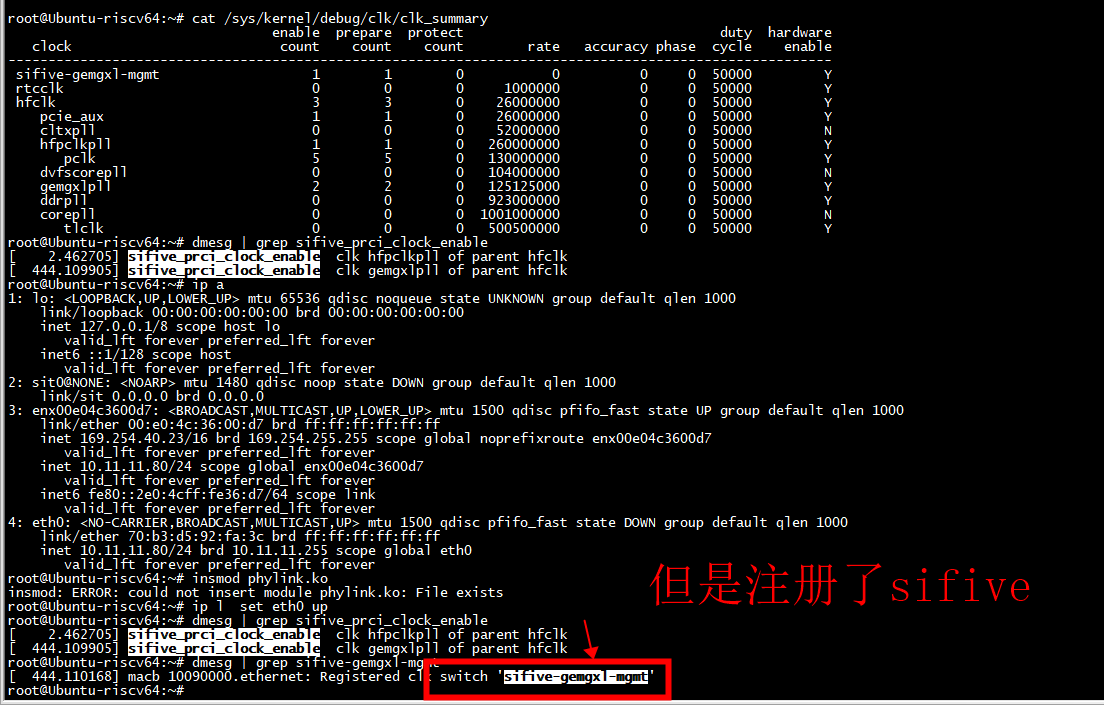 root@Ubuntu-riscv64:~# cat /sys/kernel/debug/clk/clk_summary
enable prepare protect duty hardware
clock count count count rate accuracy phase cycle enable
---------------------------------------------------------------------------------------------------------
sifive-gemgxl-mgmt 1 1 0 0 0 0 50000 Y
rtcclk 0 0 0 1000000 0 0 50000 Y
hfclk 3 3 0 26000000 0 0 50000 Y
pcie_aux 1 1 0 26000000 0 0 50000 Y
cltxpll 0 0 0 52000000 0 0 50000 N
hfpclkpll 1 1 0 260000000 0 0 50000 Y
pclk 5 5 0 130000000 0 0 50000 Y
dvfscorepll 0 0 0 104000000 0 0 50000 N
gemgxlpll 2 2 0 125125000 0 0 50000 Y
ddrpll 0 0 0 923000000 0 0 50000 Y
corepll 0 0 0 1001000000 0 0 50000 N
tlclk 0 0 0 500500000 0 0 50000 Y
root@Ubuntu-riscv64:~# dmesg | grep sifive_prci_clock_enable
[    2.462705] sifive_prci_clock_enable  clk hfpclkpll of parent hfclk
[  444.109905] sifive_prci_clock_enable  clk gemgxlpll of parent hfclk
root@Ubuntu-riscv64:~# ip a
1: lo: <LOOPBACK,UP,LOWER_UP> mtu 65536 qdisc noqueue state UNKNOWN group default qlen 1000
link/loopback 00:00:00:00:00:00 brd 00:00:00:00:00:00
inet 127.0.0.1/8 scope host lo
valid_lft forever preferred_lft forever
inet6 ::1/128 scope host
valid_lft forever preferred_lft forever
2: sit0@NONE: <NOARP> mtu 1480 qdisc noop state DOWN group default qlen 1000
link/sit 0.0.0.0 brd 0.0.0.0
3: enx00e04c3600d7: <BROADCAST,MULTICAST,UP,LOWER_UP> mtu 1500 qdisc pfifo_fast state UP group default qlen 1000
link/ether 00:e0:4c:36:00:d7 brd ff:ff:ff:ff:ff:ff
inet 169.254.40.23/16 brd 169.254.255.255 scope global noprefixroute enx00e04c3600d7
valid_lft forever preferred_lft forever
inet 10.11.11.80/24 scope global enx00e04c3600d7
valid_lft forever preferred_lft forever
inet6 fe80::2e0:4cff:fe36:d7/64 scope link
valid_lft forever preferred_lft forever
4: eth0: <NO-CARRIER,BROADCAST,MULTICAST,UP> mtu 1500 qdisc pfifo_fast state DOWN group default qlen 1000
link/ether 70:b3:d5:92:fa:3c brd ff:ff:ff:ff:ff:ff
inet 10.11.11.80/24 brd 10.11.11.255 scope global eth0
valid_lft forever preferred_lft forever
root@Ubuntu-riscv64:~# insmod phylink.ko
insmod: ERROR: could not insert module phylink.ko: File exists
但是注册了sifive
root@Ubuntu-riscv64:~# ip l  set eth0 up
root@Ubuntu-riscv64:~# dmesg | grep sifive_prci_clock_enable
[    2.462705] sifive_prci_clock_enable  clk hfpclkpll of parent hfclk
[  444.109905] sifive_prci_clock_enable  clk gemgxlpll of parent hfclk
root@Ubuntu-riscv64:~# dmesg | grep sifive-gemgxl-mgmt
[  444.110168] macb 10090000.ethernet: Registered clk switch 'sifive-gemgxl-mgmt'
root@Ubuntu-riscv64:~#